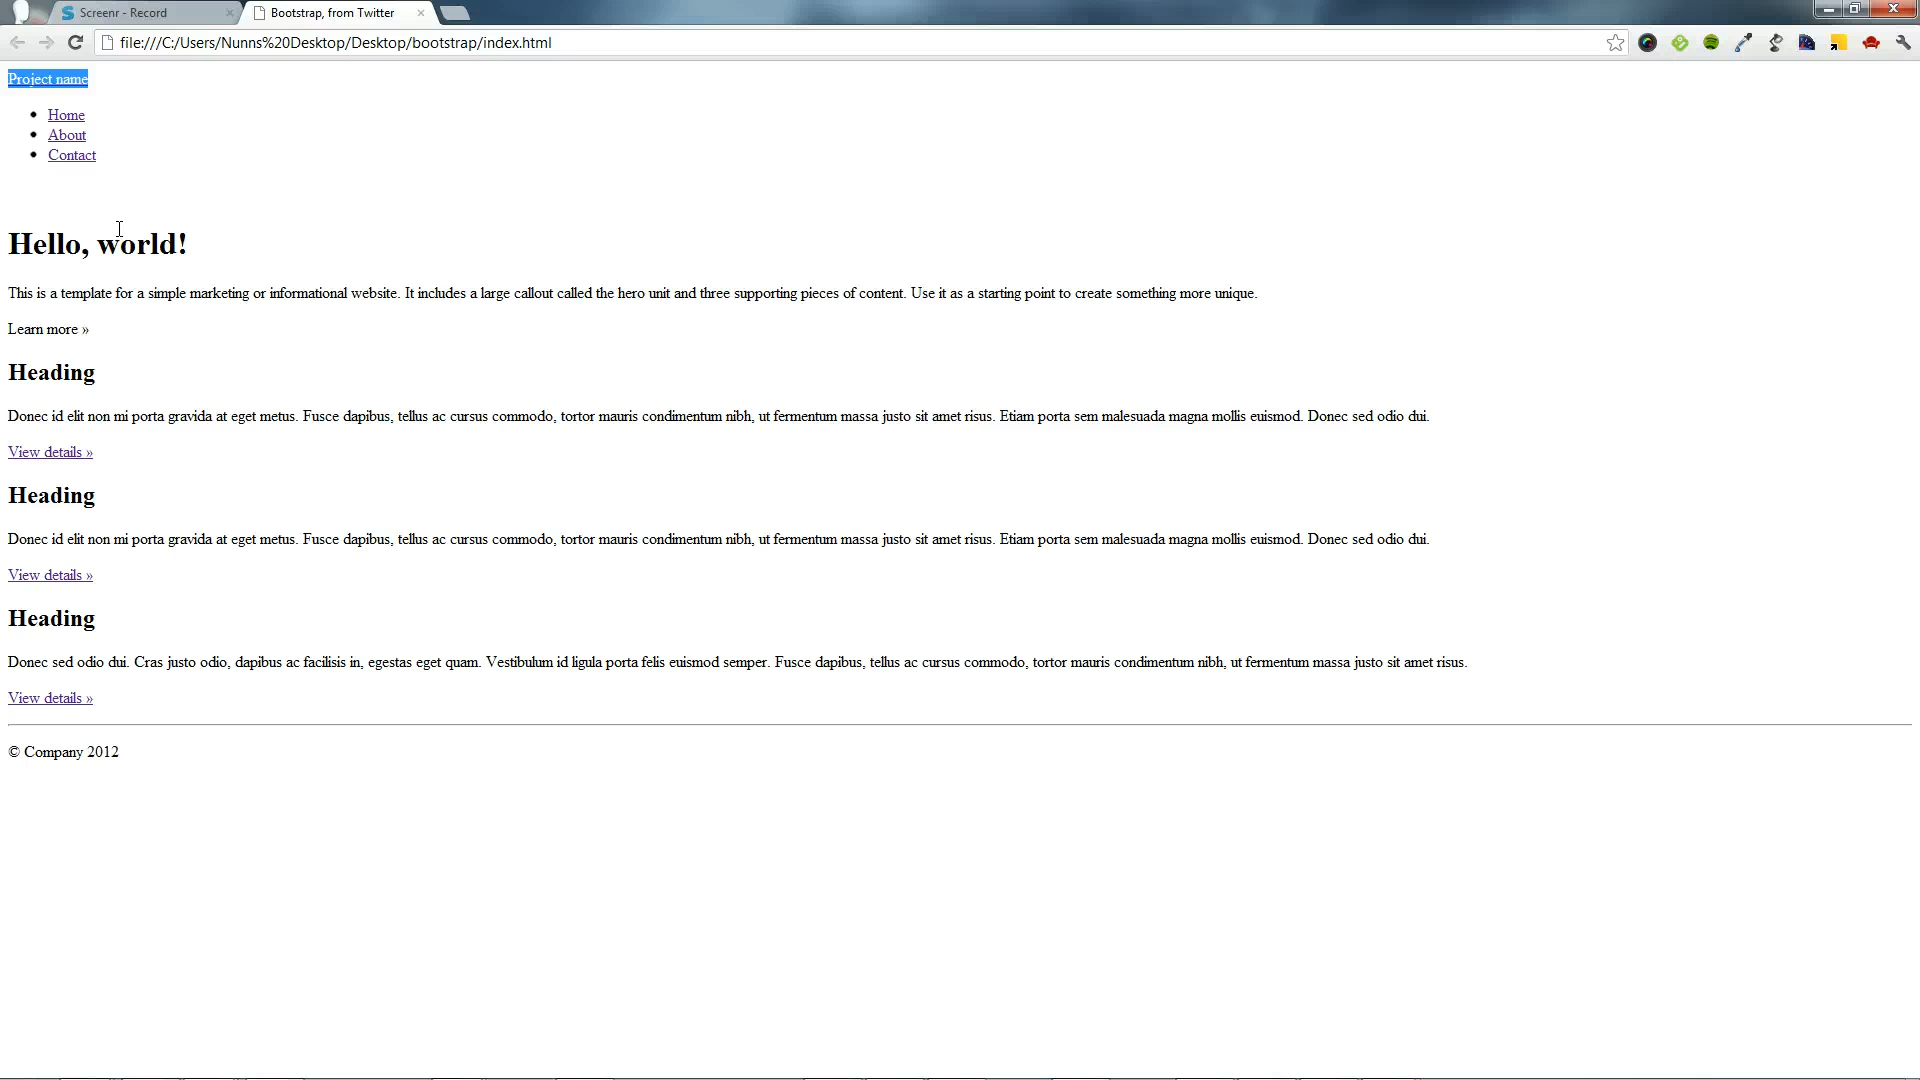 Screenr - Record
Bootstrap, from Twitter
file:///C:/Users/Nunns%20Desktop/Desktop/bootstrap/index.html
Project name
Home
About
Contact
Hello, world!
This is a template for a simple marketing or informational website. It includes a large callout called the hero unit and three supporting pieces of content. Use it as a starting point to create something more unique.
Learn more »
Heading
Donec id elit non mi porta gravida at eget metus. Fusce dapibus, tellus ac cursus commodo, tortor mauris condimentum nibh, ut fermentum massa justo sit amet risus. Etiam porta sem malesuada magna mollis euismod. Donec sed odio dui.
View details »
Heading
Donec id elit non mi porta gravida at eget metus. Fusce dapibus, tellus ac cursus commodo, tortor mauris condimentum nibh, ut fermentum massa justo sit amet risus. Etiam porta sem malesuada magna mollis euismod. Donec sed odio dui.
View details »
Heading
Donec sed odio dui. Cras justo odio, dapibus ac facilisis in, egestas eget quam. Vestibulum id ligula porta felis euismod semper. Fusce dapibus, tellus ac cursus commodo, tortor mauris condimentum nibh, ut fermentum massa justo sit amet risus.
View details »
© Company 2012